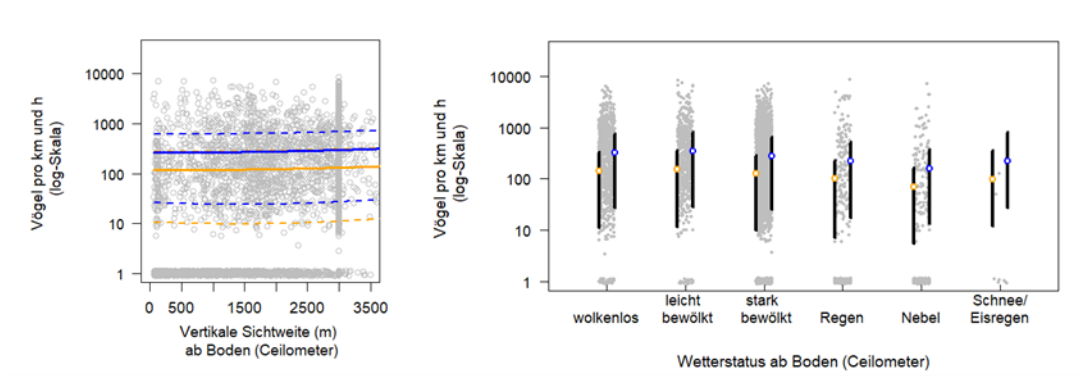 10000
1000
100
10
1
Vögel pro km und h
(log-Skala)
0 500 1500 2500 3500
Vertikale Sichtweite (m)
ab Boden (Ceilometer)
10000
1000
100
10
1
Vögel pro km und h
(log-Skala)
wolkenlos
leicht
bewölkt
stark
bewölkt
Regen
Nebel
Schnee/
Eisregen
Wetterstatus ab Boden (Ceilometer)